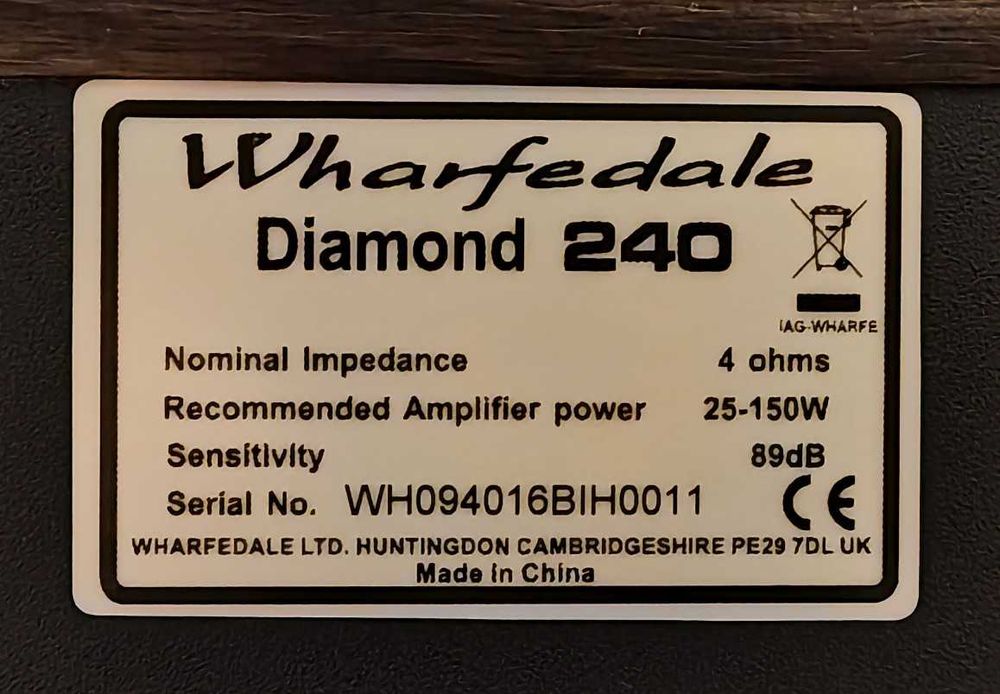 Wharfedale
Diamond 240
IAG-WHARFE
Nominal Impedance 4 ohms
Recommended Amplifier power 25-150W
Sensitivity 89dB
Serial No. WH094016BIH0011
CE
WHARFEDALE LTD. HUNTINGDON CAMBRIDGESHIRE PE29 7DL UK
Made in China